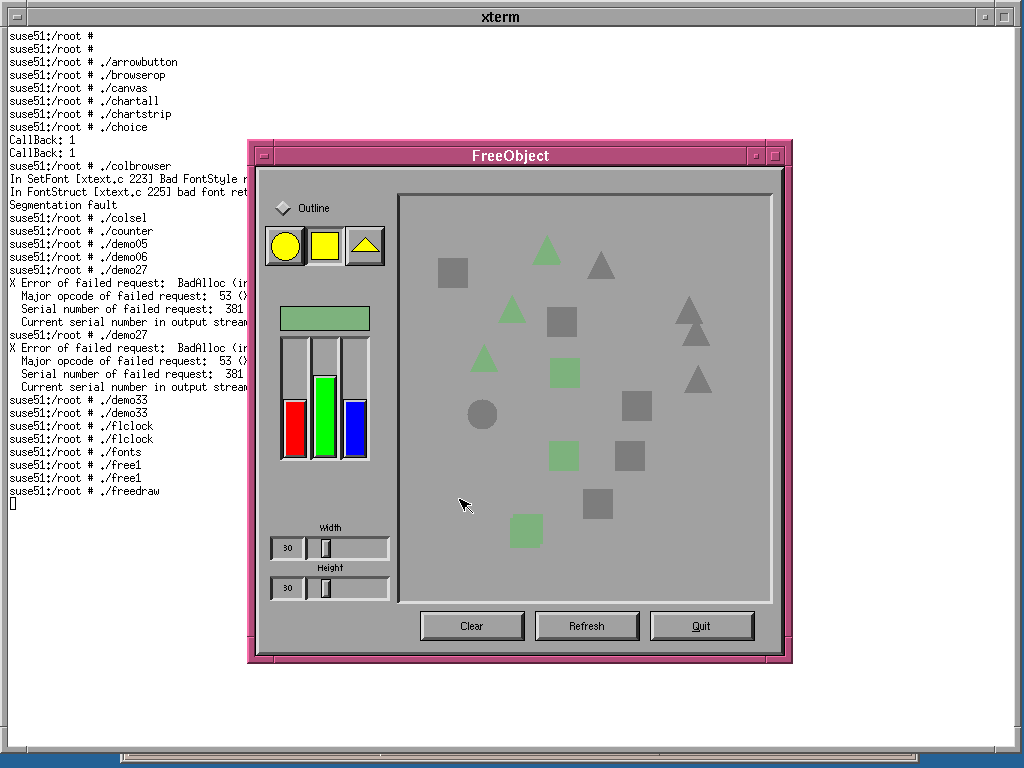 xterm
suse51:/root #
suse51:/root #
suse51:/root # ./arrowbutton
suse51:/root # ./browserop
suse51:/root # ./canvas
suse51:/root # ./chartall
suse51:/root # ./chartstrip
suse51:/root # ./choice
CallBack: 1
CallBack: 1
suse51:/root # ./colbrowser
In SetFont [xtext.c 223] Bad FontStyle r
In FontStruct [xtext.c 225] bad font ret
Segmentation fault
suse51:/root # ./colsel
suse51:/root # ./counter
suse51:/root # ./demo05
suse51:/root # ./demo06
suse51:/root # ./demo27
X Error of failed request:  BadAlloc (in
  Major opcode of failed request:  53 (X
  Serial number of failed request:  381
  Current serial number in output stream
suse51:/root # ./demo27
X Error of failed request:  BadAlloc (in
  Major opcode of failed request:  53 (X
  Serial number of failed request:  381
  Current serial number in output stream
suse51:/root # ./demo33
suse51:/root # ./demo33
suse51:/root # ./flclock
suse51:/root # ./flclock
suse51:/root # ./fonts
suse51:/root # ./free1
suse51:/root # ./free1
suse51:/root # ./freedraw
FreeObject
Outline
Width
30
Height
30
Clear
Refresh
Quit